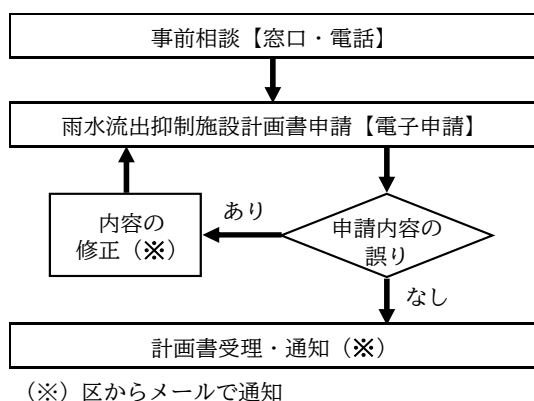 事前相談【窓口・電話】
雨水流出抑制施設計画書申請【電子申請】
内容の
修正（※）
あり
申請内容の
誤り
なし
計画書受理・通知（※）
（※）区からメールで通知